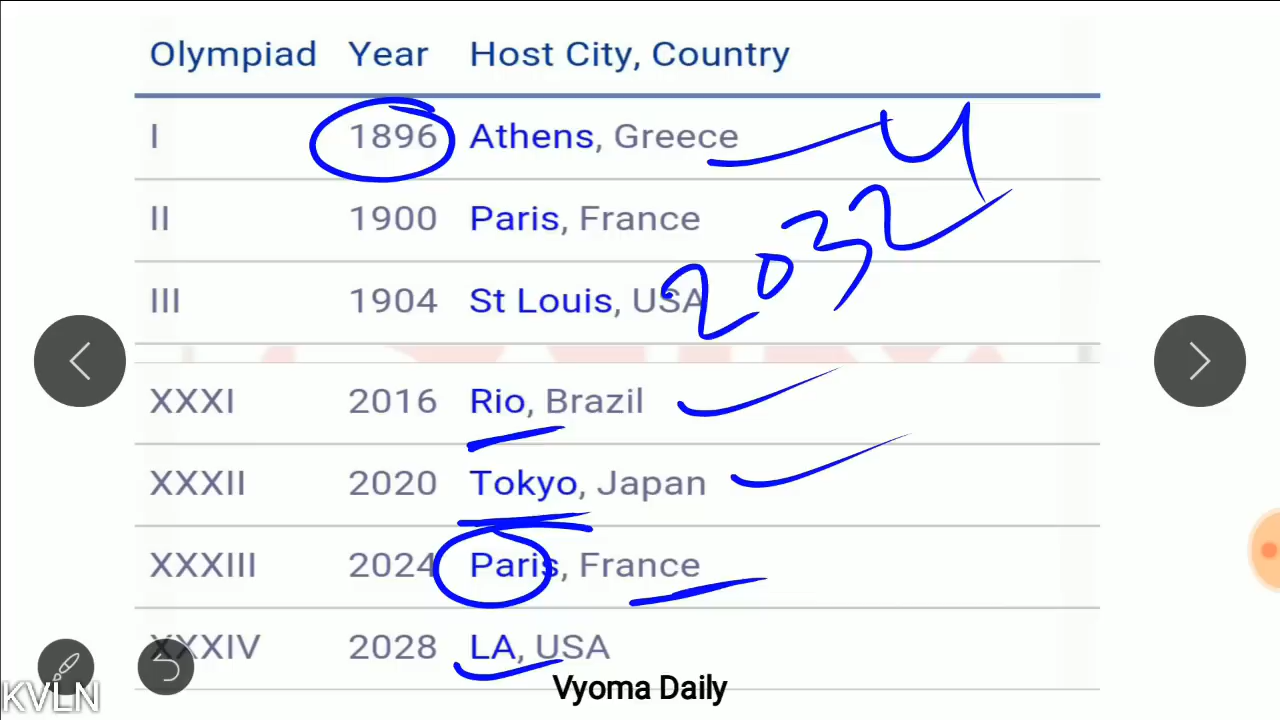 Olympiad Year Host City, Country
I 1896 Athens, Greece
II 1900 Paris, France
III 1904 St Louis, USA
2032
4
XXXI 2016 Rio, Brazil
XXXII 2020 Tokyo, Japan
XXXIII 2024 Paris, France
XXXIV 2028 LA, USA
Vyoma Daily
KVLN